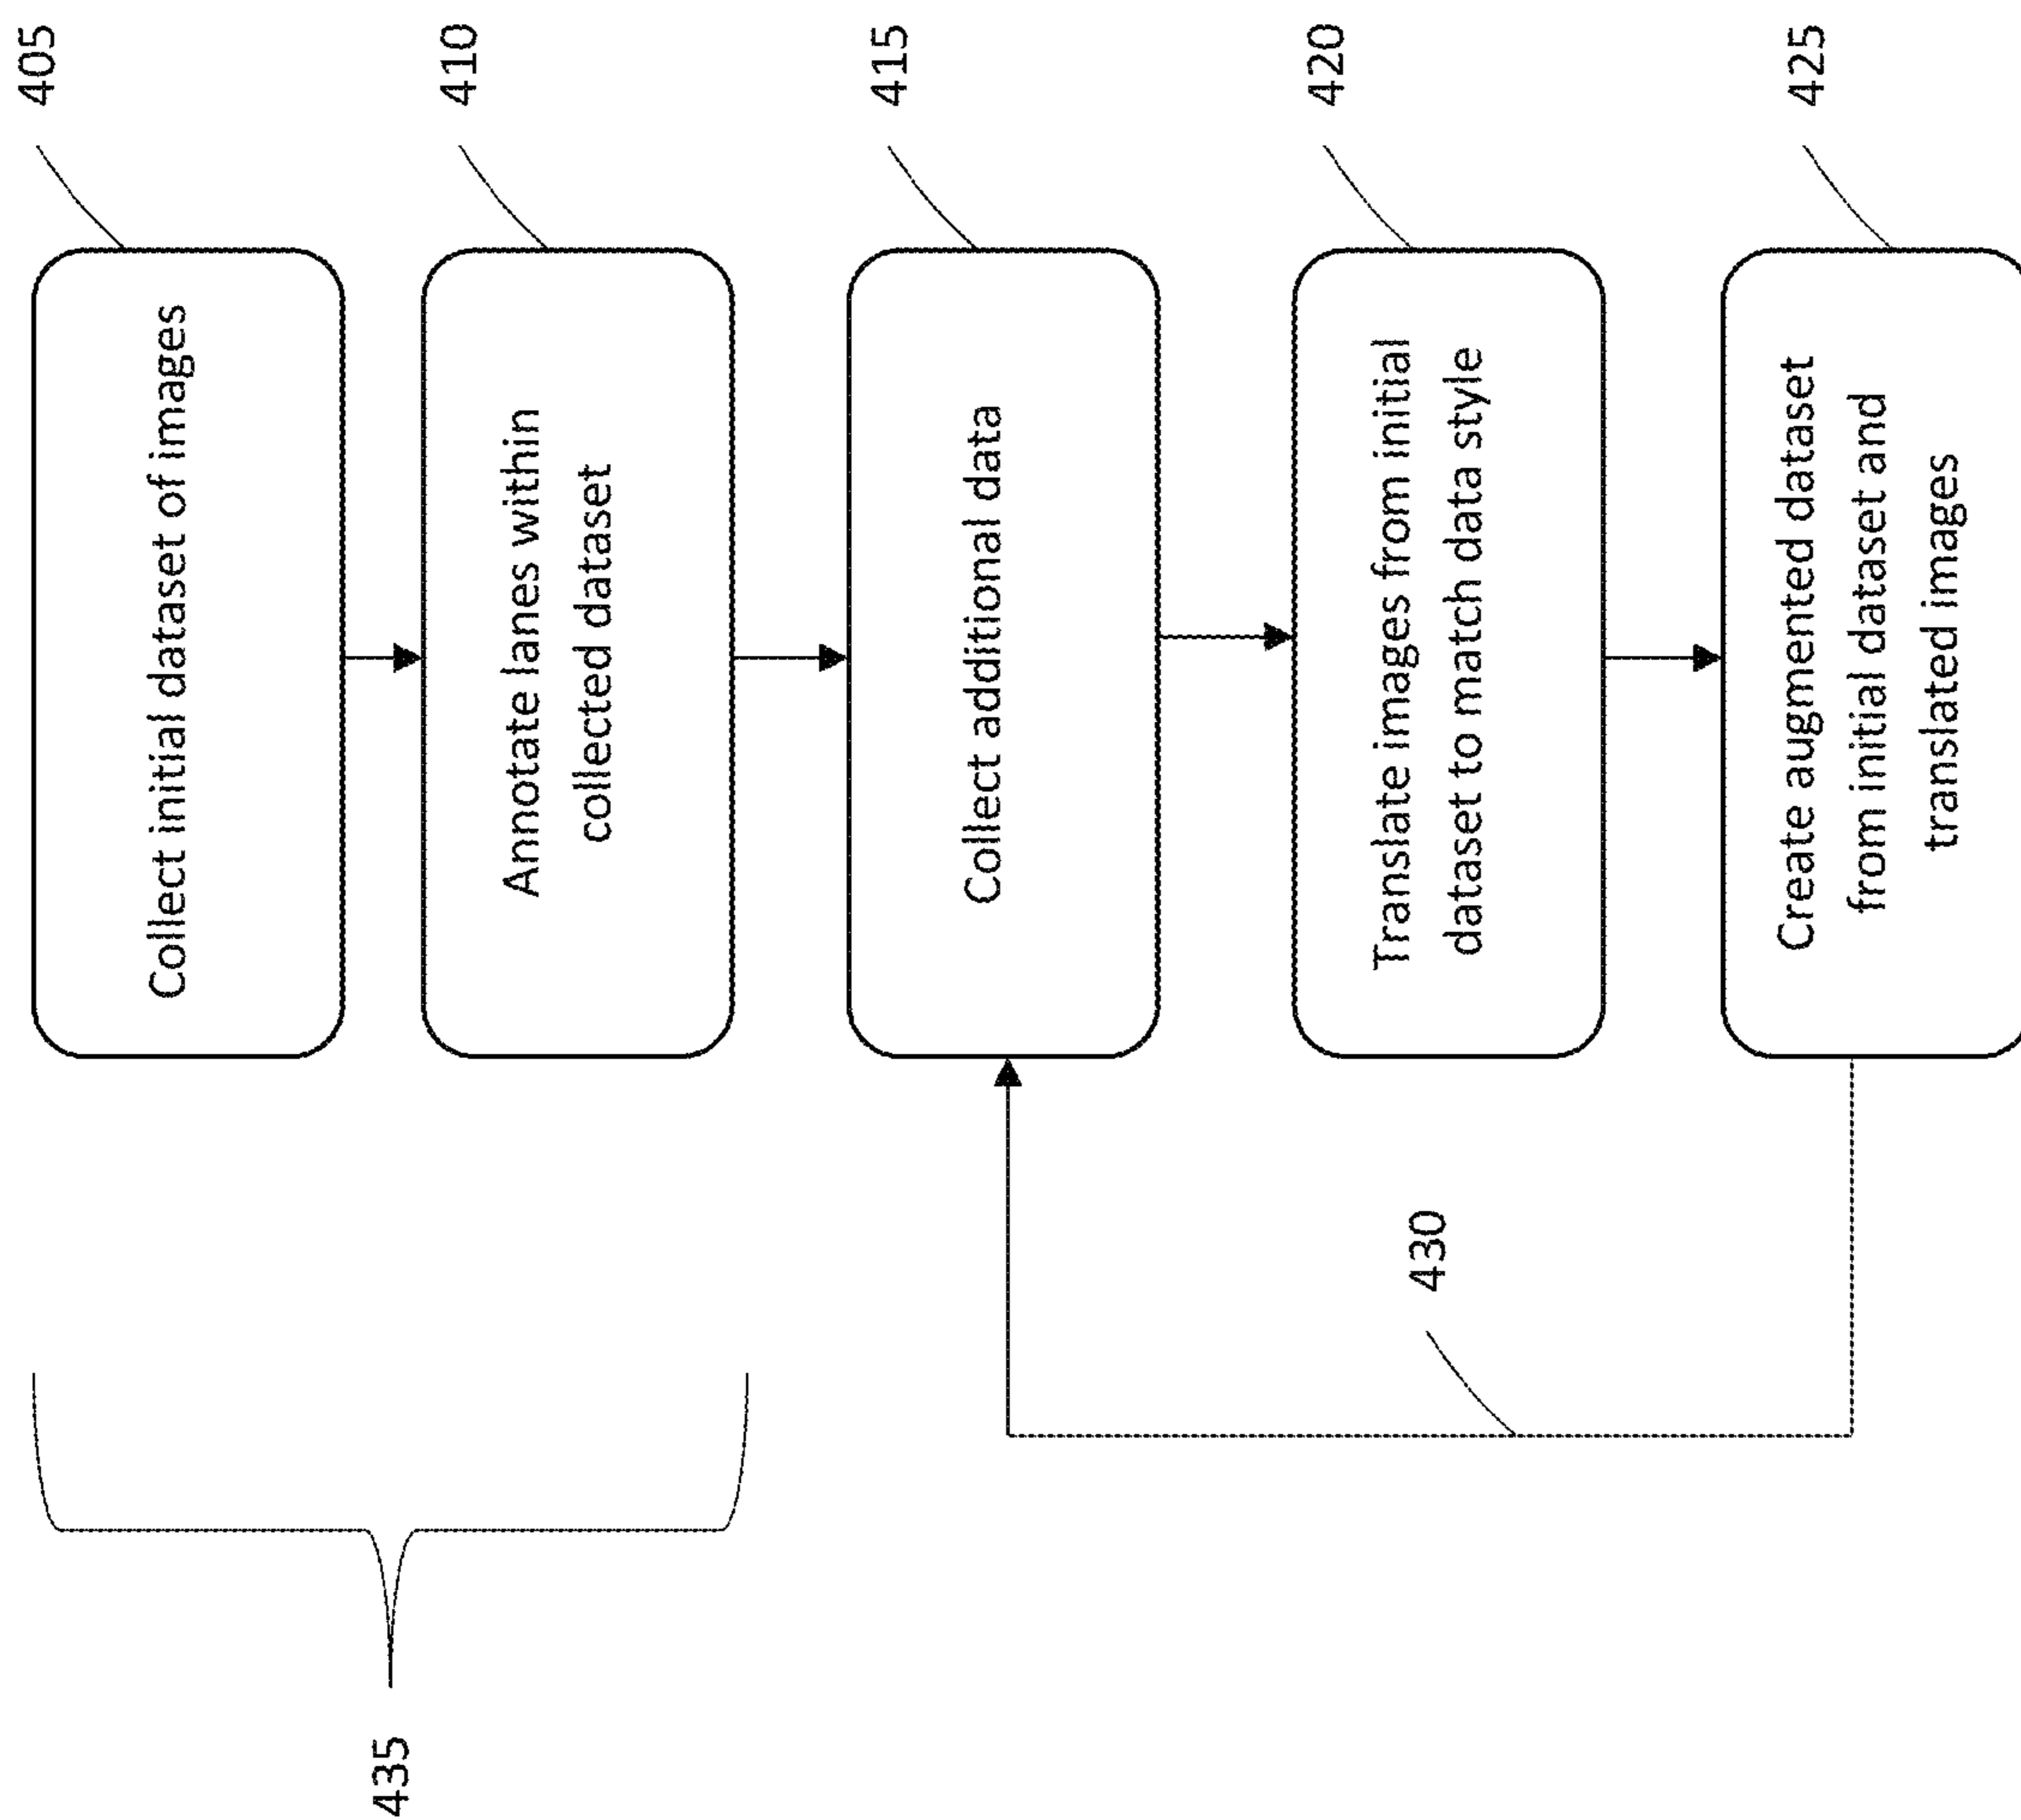 405
Collect initial dataset of images
410
Annotate lanes within
collected dataset
415
Collect additional data
420
Translate images from initial
dataset to match data style
425
Create augmented dataset
from initial dataset and
translated images
430
435